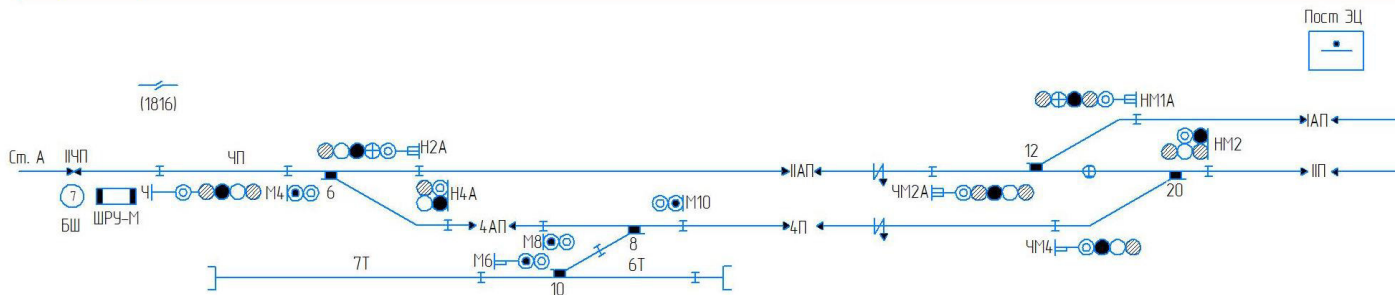 Пост ЭЦ
(1816)
НМ1А
IАП
Ст. А
IIЧП
ЧП
Н2А
12
НМ2
Ч
М4
6
IIАП
ЧМ2А
20
IIП
7
БШ
ШРУ-М
Н4А
М10
4АП
8
4П
ЧМ4
М8
М6
7Т
6Т
10